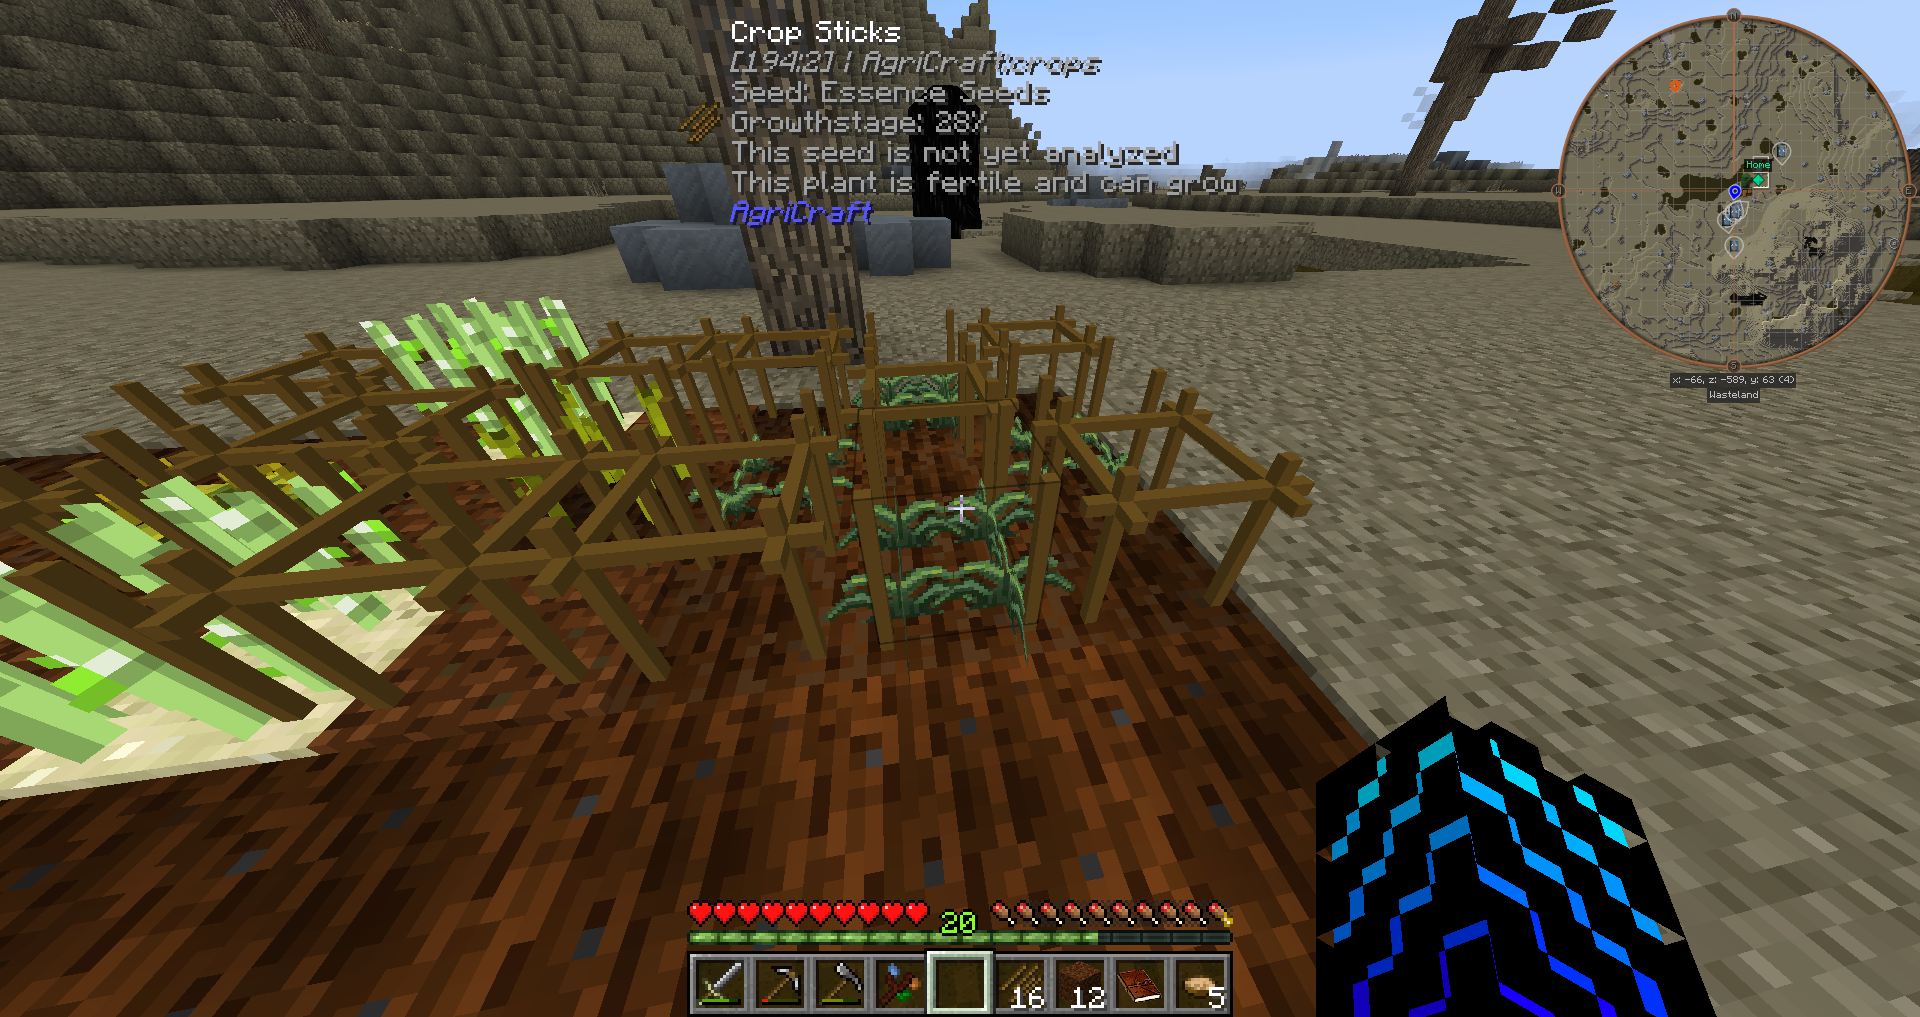 Crop Sticks
[194:2] | AgriCraft:crops
Seed: Essence Seeds
Growthstage: 28%
This seed is not yet analyzed
This plant is fertile and can grow
AgriCraft
N
Home
W
E
S
x: -66, z: -589, y: 63 (4)
Wasteland
20
16
12
5